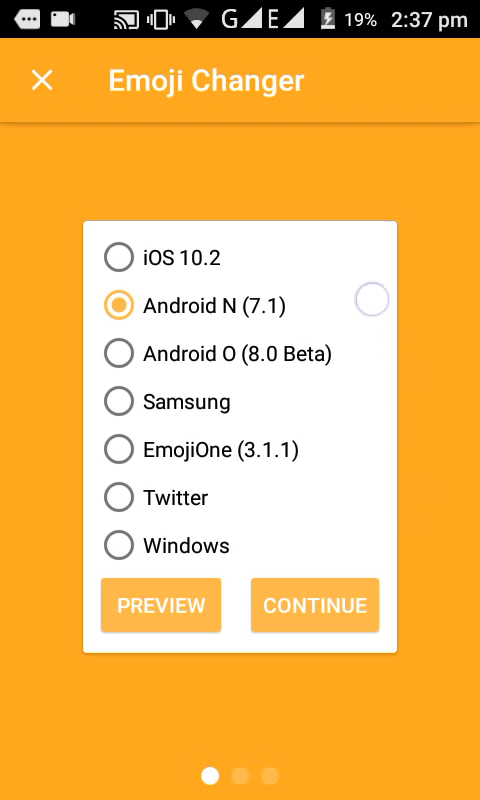 G E 19% 2:37 pm
Emoji Changer
iOS 10.2
Android N (7.1)
Android O (8.0 Beta)
Samsung
EmojiOne (3.1.1)
Twitter
Windows
PREVIEW CONTINUE